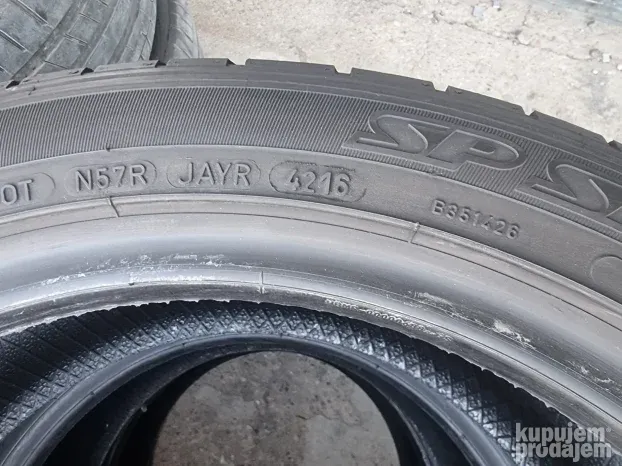 OT N57R JAYR 4216
SP
B351426
kupujem
prodajem